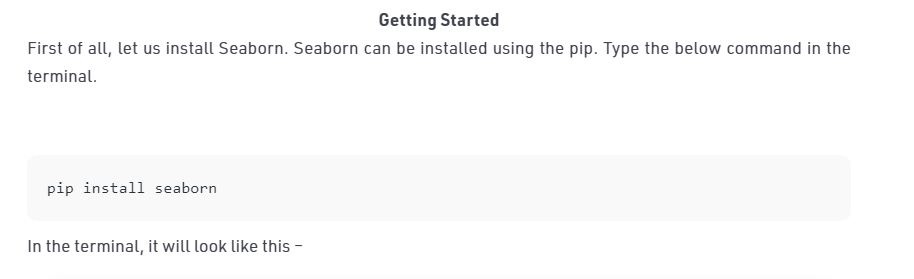 Getting Started
First of all, let us install Seaborn. Seaborn can be installed using the pip. Type the below command in the
terminal.
pip install seaborn
In the terminal, it will look like this –